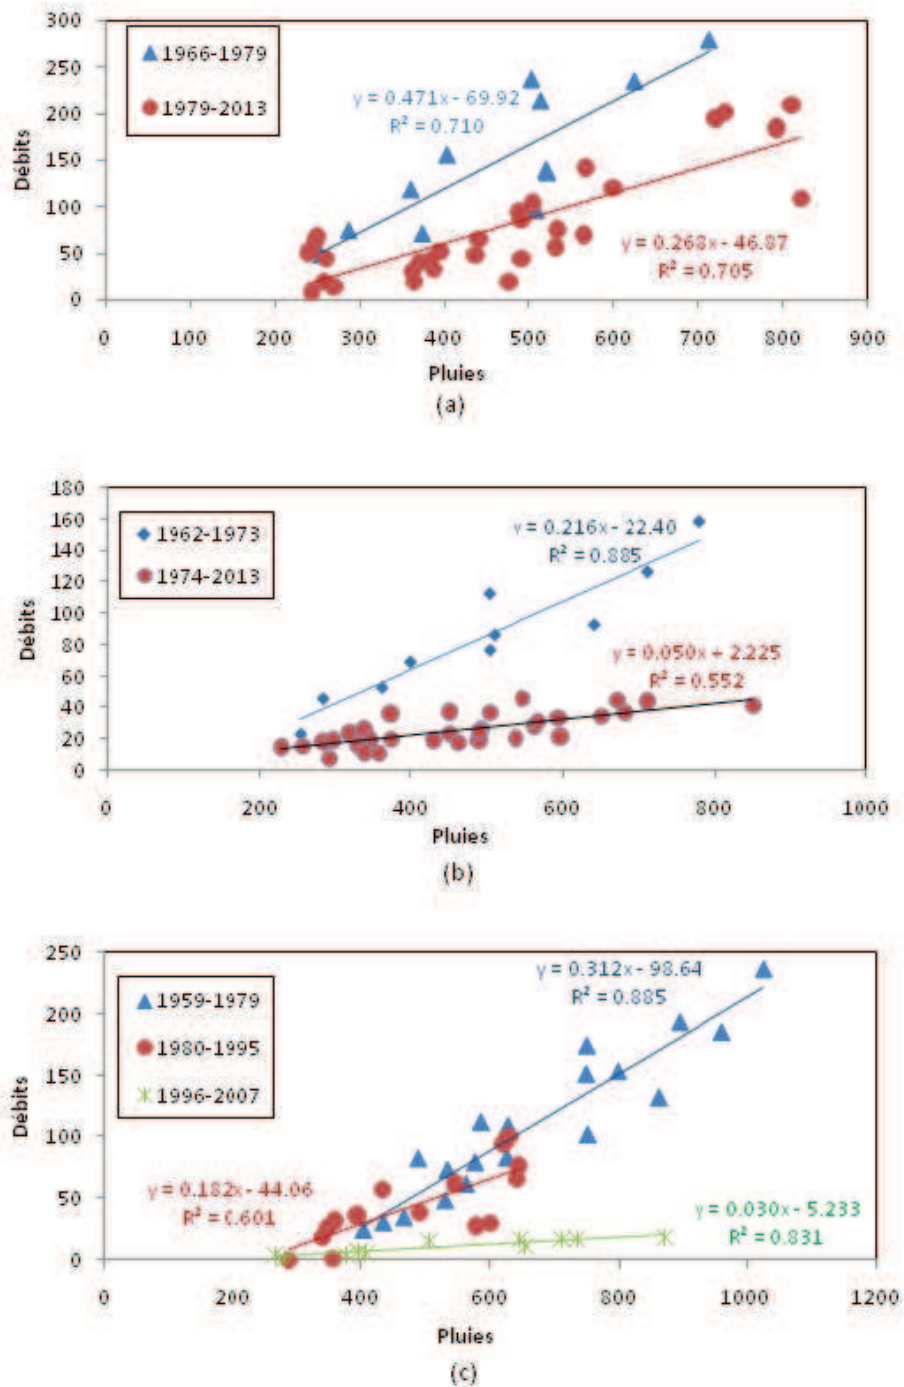 300
250
200
150
100
50
0
Débits
1966-1979
1979-2013
y = 0.471x - 69.92
R² = 0.710
y = 0.268x - 46.87
R² = 0.705
0 100 200 300 400 500 600 700 800 900
Pluies
(a)
180
160
140
120
100
80
60
40
20
0
Débits
1962-1973
1974-2013
y = 0.216x - 22.40
R² = 0.885
y = 0.050x + 2.225
R² = 0.552
0 200 400 600 800 1000
Pluies
(b)
250
200
150
100
50
0
Débits
1959-1979
1980-1995
1996-2007
y = 0.312x - 98.64
R² = 0.885
y = 0.182x - 44.06
R² = 0.601
y = 0.030x - 5.233
R² = 0.831
0 200 400 600 800 1000 1200
Pluies
(c)